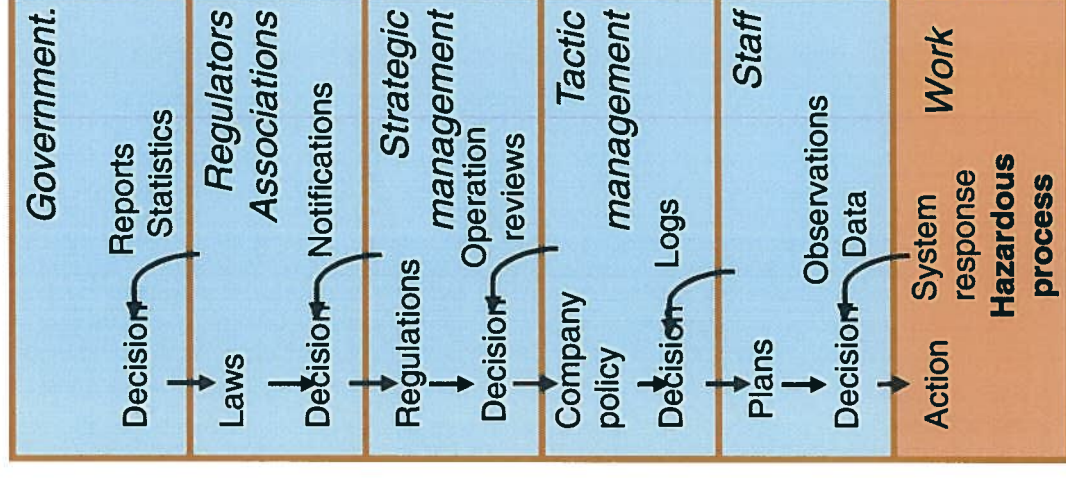 Government.
Reports
Statistics
Decision
Regulators
Associations
Laws
Notifications
Decision
Strategic
management
Regulations
Operation
reviews
Decision
Tactic
management
Company
policy
Logs
Decision
Staff
Plans
Observations
Data
Decision
Work
Action
System
response
Hazardous
process